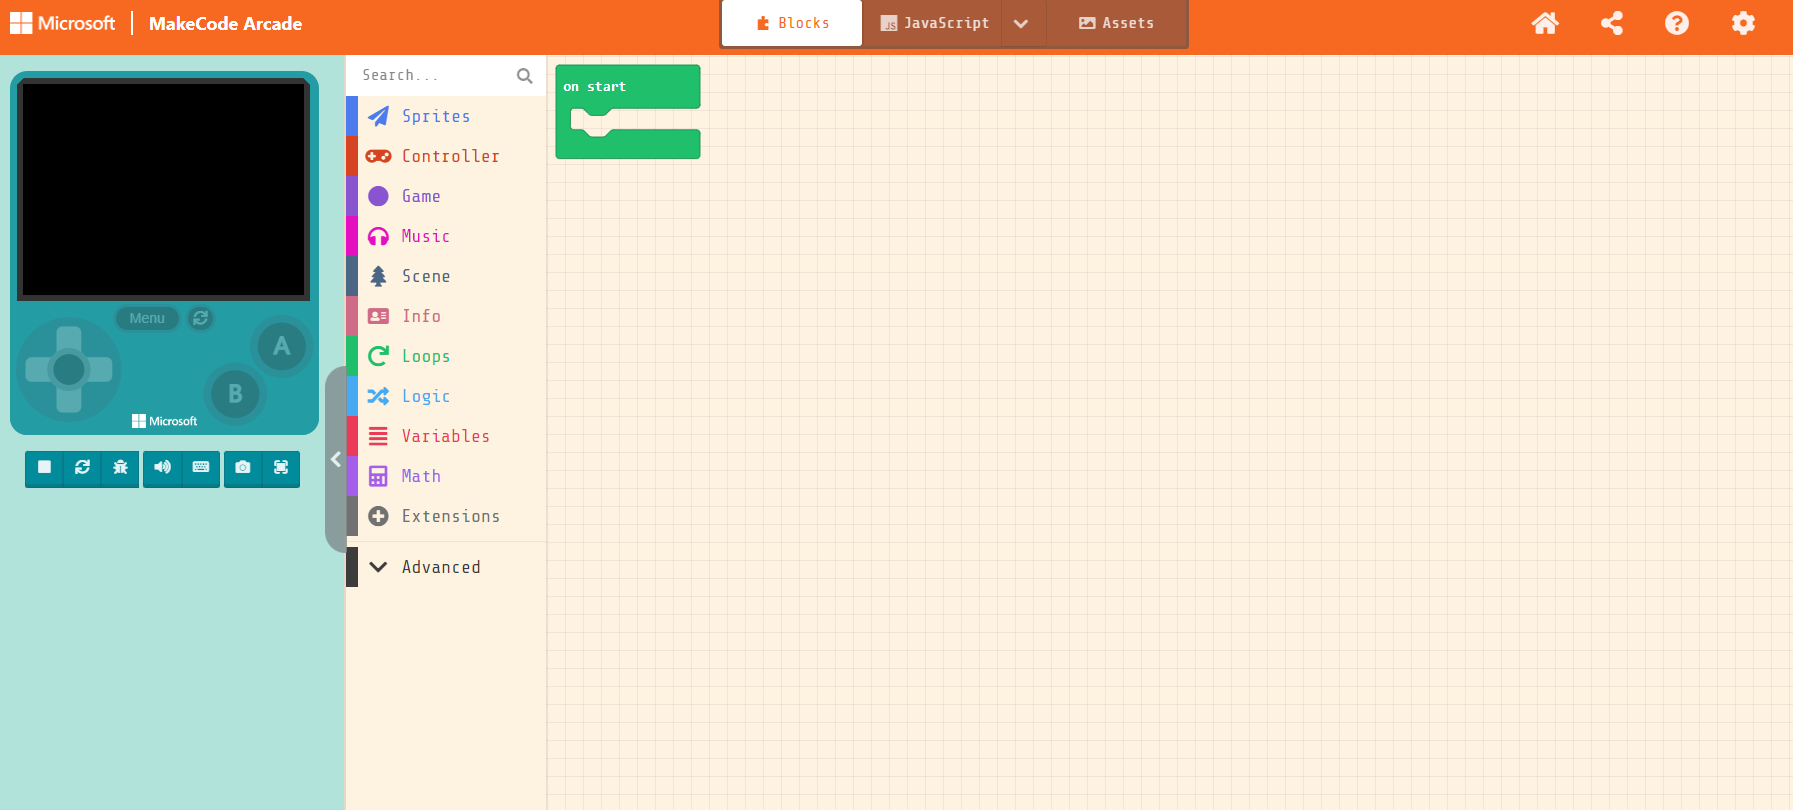 Microsoft
MakeCode Arcade
Blocks
JS
JavaScript
Assets
Menu
A
B
Microsoft
Search...
Sprites
Controller
Game
Music
Scene
Info
Loops
Logic
Variables
Math
Extensions
Advanced
on start